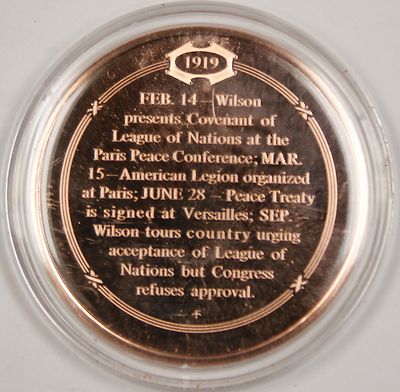 1919
FEB. 14 — Wilson
presents Covenant of
League of Nations at the
Paris Peace Conference; MAR.
15 — American Legion organized
at Paris; JUNE 28 — Peace Treaty
is signed at Versailles; SEP. —
Wilson tours country urging
acceptance of League of
Nations but Congress
refuses approval.